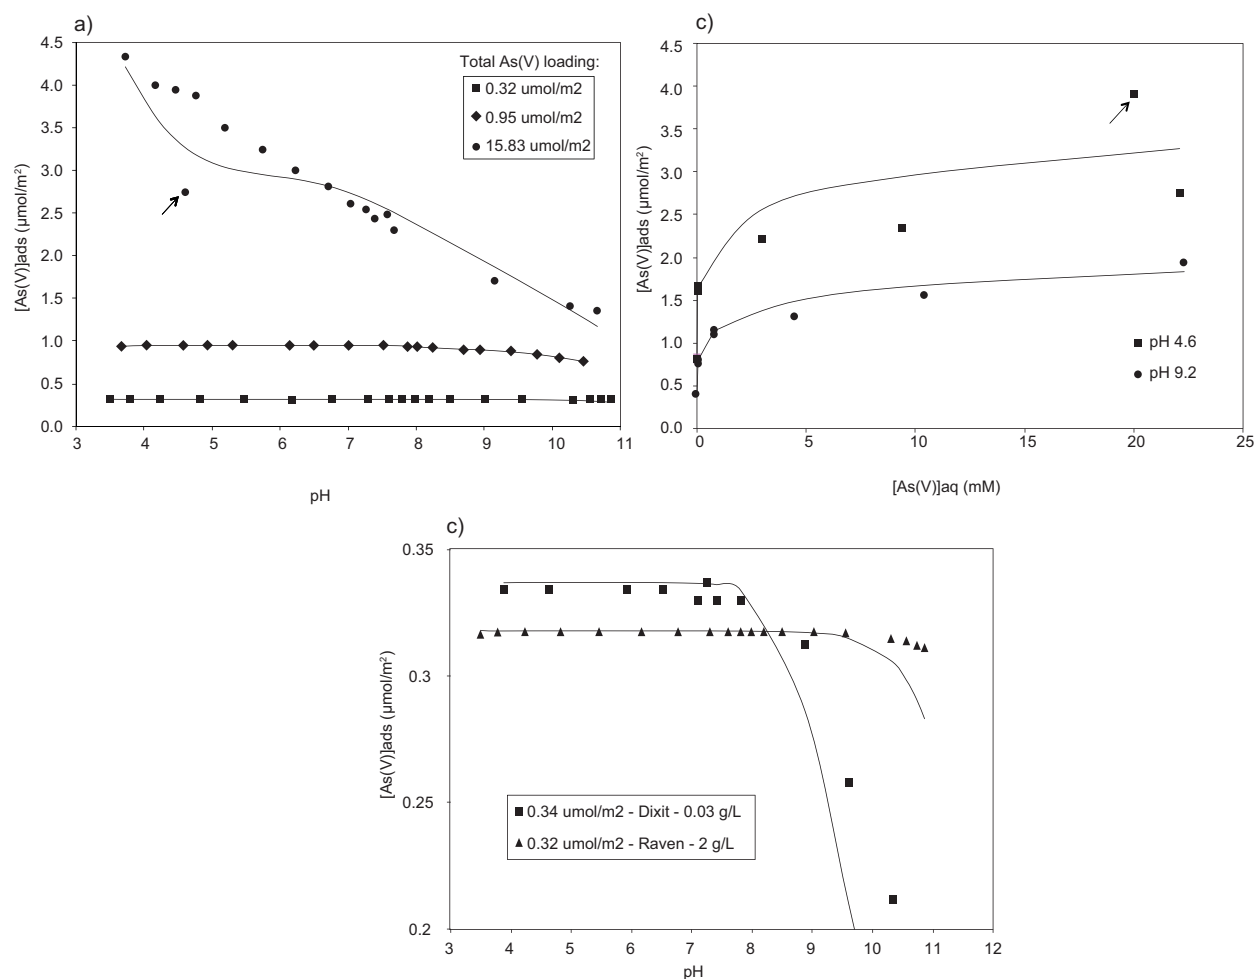 a)
4.5
4.0
3.5
3.0
2.5
2.0
1.5
1.0
0.5
0.0
[As(V)]ads (μmol/m²)
Total As(V) loading:
0.32 umol/m2
0.95 umol/m2
15.83 umol/m2
3 4 5 6 7 8 9 10 11
pH
c)
4.5
4.0
3.5
3.0
2.5
2.0
1.5
1.0
0.5
0.0
[As(V)]ads (μmol/m²)
pH 4.6
pH 9.2
0 5 10 15 20 25
[As(V)]aq (mM)
c)
0.35
0.3
0.25
0.2
[As(V)]ads (μmol/m²)
0.34 umol/m2 - Dixit - 0.03 g/L
0.32 umol/m2 - Raven - 2 g/L
3 4 5 6 7 8 9 10 11 12
pH